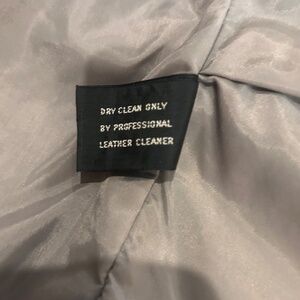 DRY CLEAN ONLY
BY PROFESSIONAL
LEATHER CLEANER